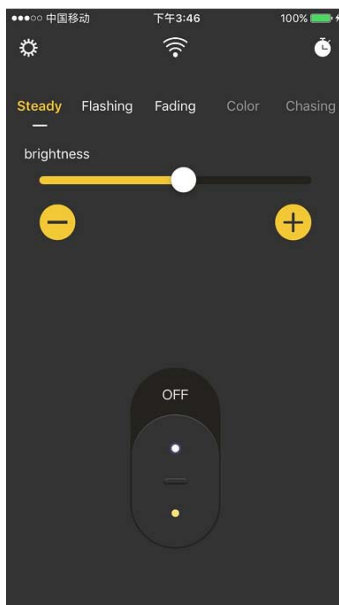 中国移动 下午3:46 100%
Steady Flashing Fading Color Chasing
brightness
OFF